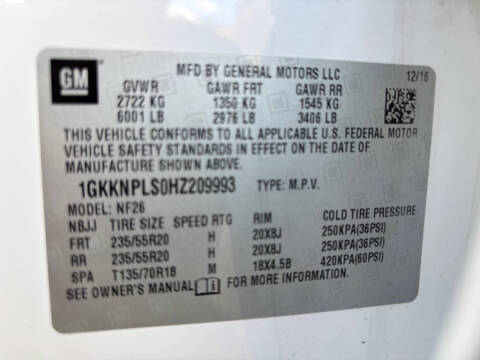 GM
MFD BY GENERAL MOTORS LLC 12/16
GVWR GAWR FRT GAWR RR
2722 KG 1350 KG 1545 KG
6001 LB 2976 LB 3406 LB
THIS VEHICLE CONFORMS TO ALL APPLICABLE U.S. FEDERAL MOTOR
VEHICLE SAFETY STANDARDS IN EFFECT ON THE DATE OF
MANUFACTURE SHOWN ABOVE.
1GKKNPLS0HZ209993 TYPE: M.P.V.
MODEL: NF26
NBJJ TIRE SIZE SPEED RTG RIM COLD TIRE PRESSURE
FRT 235/55R20 H 20X8J 250KPA(36PSI)
RR 235/55R20 H 20X8J 250KPA(36PSI)
SPA T135/70R18 M 18X4.5B 420KPA(60PSI)
SEE OWNER'S MANUAL FOR MORE INFORMATION.